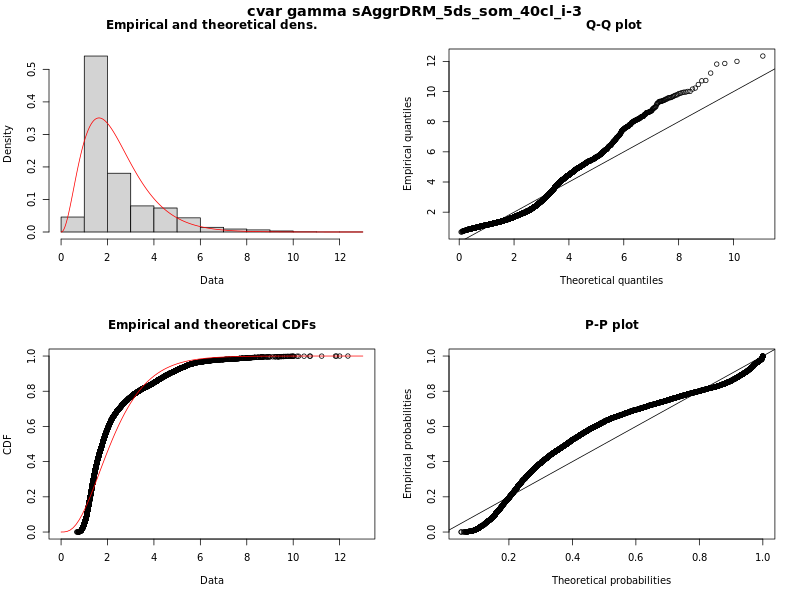 cvar gamma sAggrDRM_5ds_som_40cl_i-3
Empirical and theoretical dens.
Density
0.0 0.1 0.2 0.3 0.4 0.5
0 2 4 6 8 10 12
Data
Q-Q plot
Empirical quantiles
2 4 6 8 10 12
0 2 4 6 8 10
Theoretical quantiles
Empirical and theoretical CDFs
CDF
0.0 0.2 0.4 0.6 0.8 1.0
0 2 4 6 8 10 12
Data
P-P plot
Empirical probabilities
0.0 0.2 0.4 0.6 0.8 1.0
0.2 0.4 0.6 0.8 1.0
Theoretical probabilities